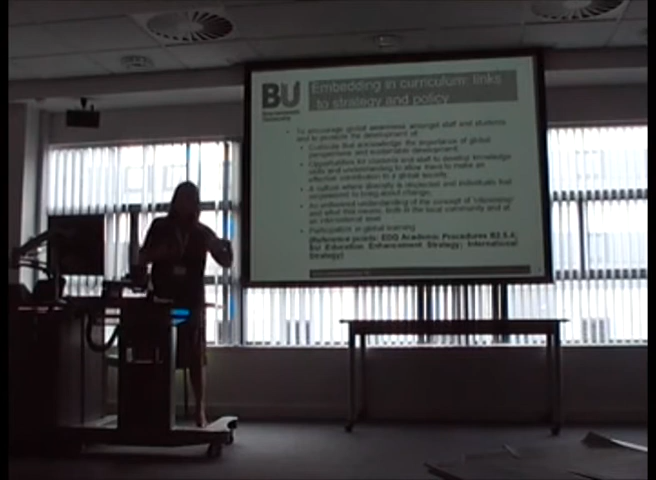 BU
Bournemouth
University
Embedding in curriculum: links
to strategy and policy
To encourage global awareness amongst staff and students
and to promote the development of:
Curricula that acknowledge the importance of global
perspectives and sustainable development
Opportunities for students and staff to develop knowledge
skills and understanding to allow them to make an
effective contribution to a global society
A culture where diversity is respected and individuals feel
empowered to bring about change
An enhanced understanding of the concept of 'citizenship'
and what this means, both in the local community and at
an international level
Participation in global learning
(Reference points: EDQ Academic Procedures B2.5.4;
BU Education Enhancement Strategy; International
Strategy)